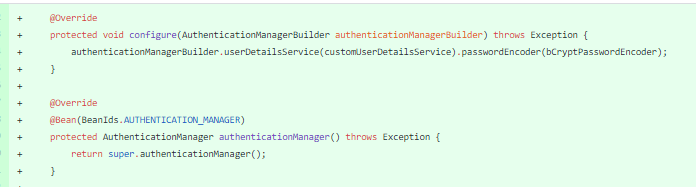 + @Override
+ protected void configure(AuthenticationManagerBuilder authenticationManagerBuilder) throws Exception {
+ authenticationManagerBuilder.userDetailsService(customUserDetailsService).passwordEncoder(bCryptPasswordEncoder);
+ }
+
+ @Override
+ @Bean(BeanIds.AUTHENTICATION_MANAGER)
+ protected AuthenticationManager authenticationManager() throws Exception {
+ return super.authenticationManager();
+ }